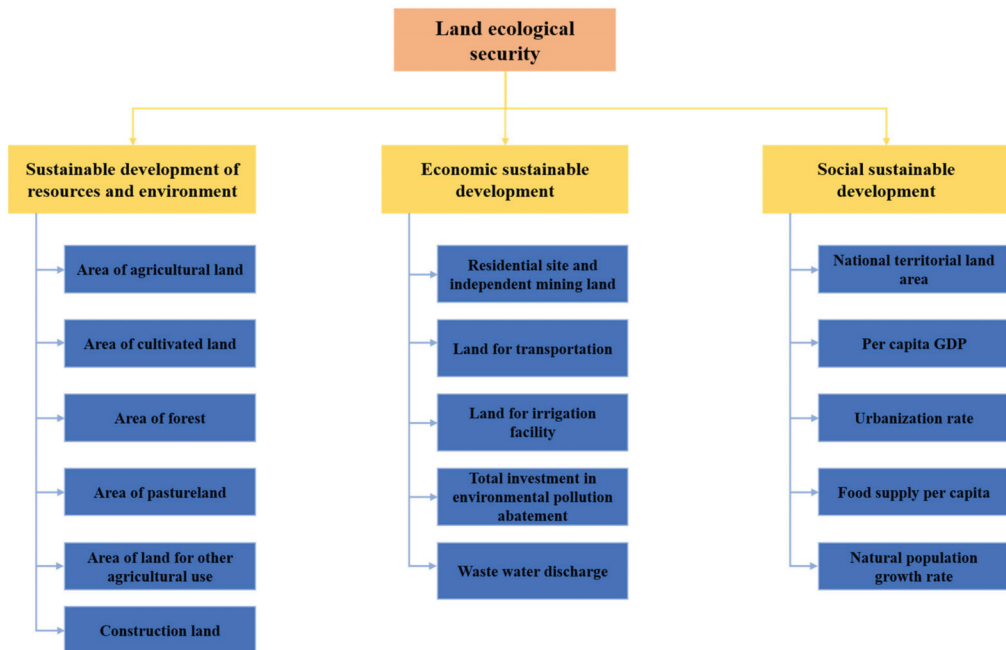 Land ecological
security
Sustainable development of
resources and environment
Area of agricultural land
Area of cultivated land
Area of forest
Area of pastureland
Area of land for other
agricultural use
Construction land
Economic sustainable
development
Residential site and
independent mining land
Land for transportation
Land for irrigation
facility
Total investment in
environmental pollution
abatement
Waste water discharge
Social sustainable
development
National territorial land
area
Per capita GDP
Urbanization rate
Food supply per capita
Natural population
growth rate